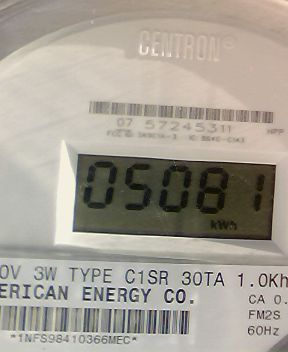 CENTRON®
07 57245311
HPP
05081
kWh
0V 3W TYPE C1SR 30TA 1.0Kh
ERICAN ENERGY CO.
CA 0.
FM2S
60Hz
*1NFS98410366MEC*